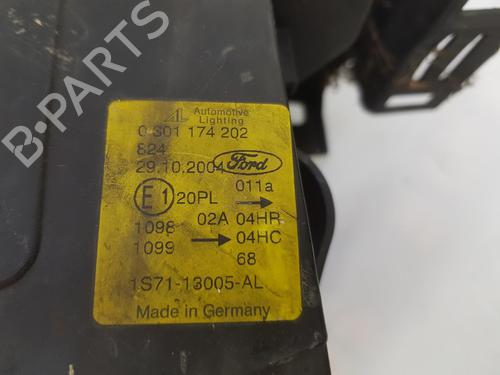 AL Automotive
Lighting
0 301 174 202
824
29.10.2004 Ford
E1 20PL 011a →
1098 02A 04HR
1099 → 04HC
68
1S71-13005-AL
Made in Germany
B-PARTS